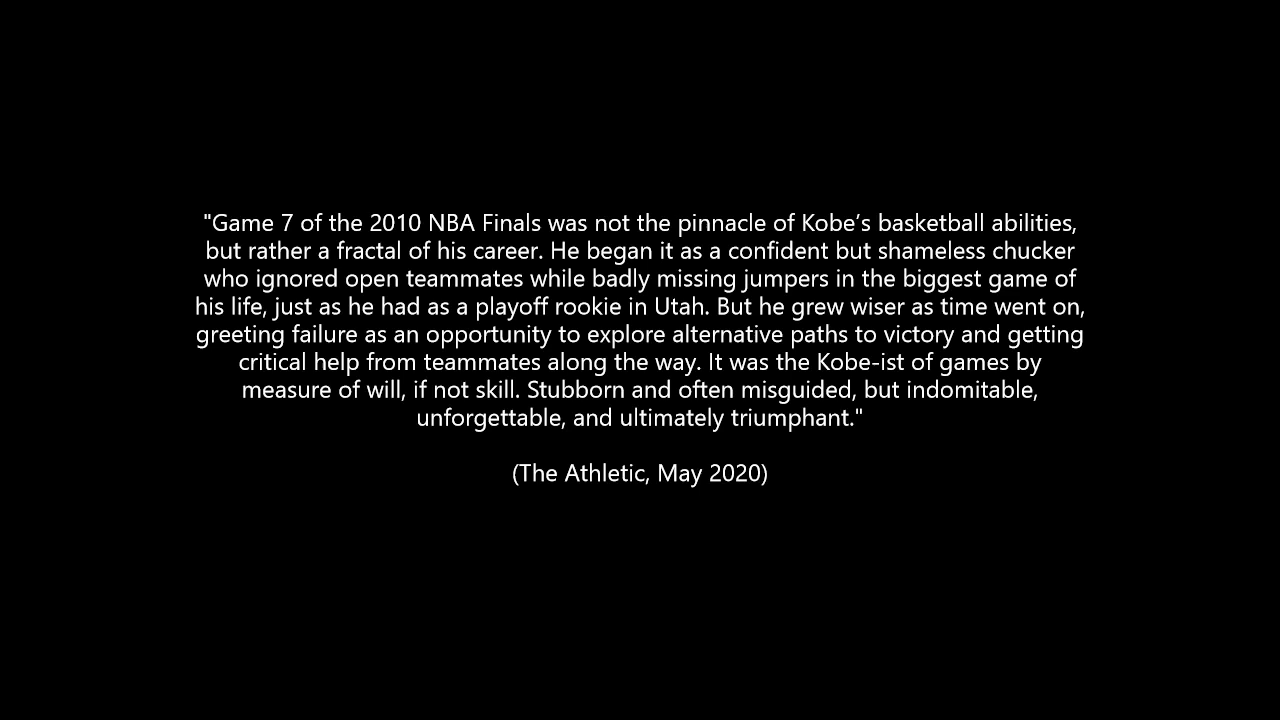 "Game 7 of the 2010 NBA Finals was not the pinnacle of Kobe’s basketball abilities,
but rather a fractal of his career. He began it as a confident but shameless chucker
who ignored open teammates while badly missing jumpers in the biggest game of
his life, just as he had as a playoff rookie in Utah. But he grew wiser as time went on,
greeting failure as an opportunity to explore alternative paths to victory and getting
critical help from teammates along the way. It was the Kobe-ist of games by
measure of will, if not skill. Stubborn and often misguided, but indomitable,
unforgettable, and ultimately triumphant."
(The Athletic, May 2020)